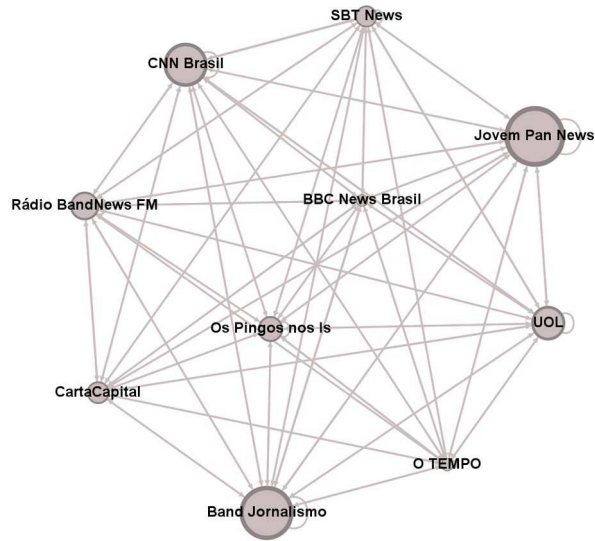 SBT News
CNN Brasil
Jovem Pan News
Rádio BandNews FM
BBC News Brasil
Os Pingos nos Is
UOL
CartaCapital
O TEMPO
Band Jornalismo